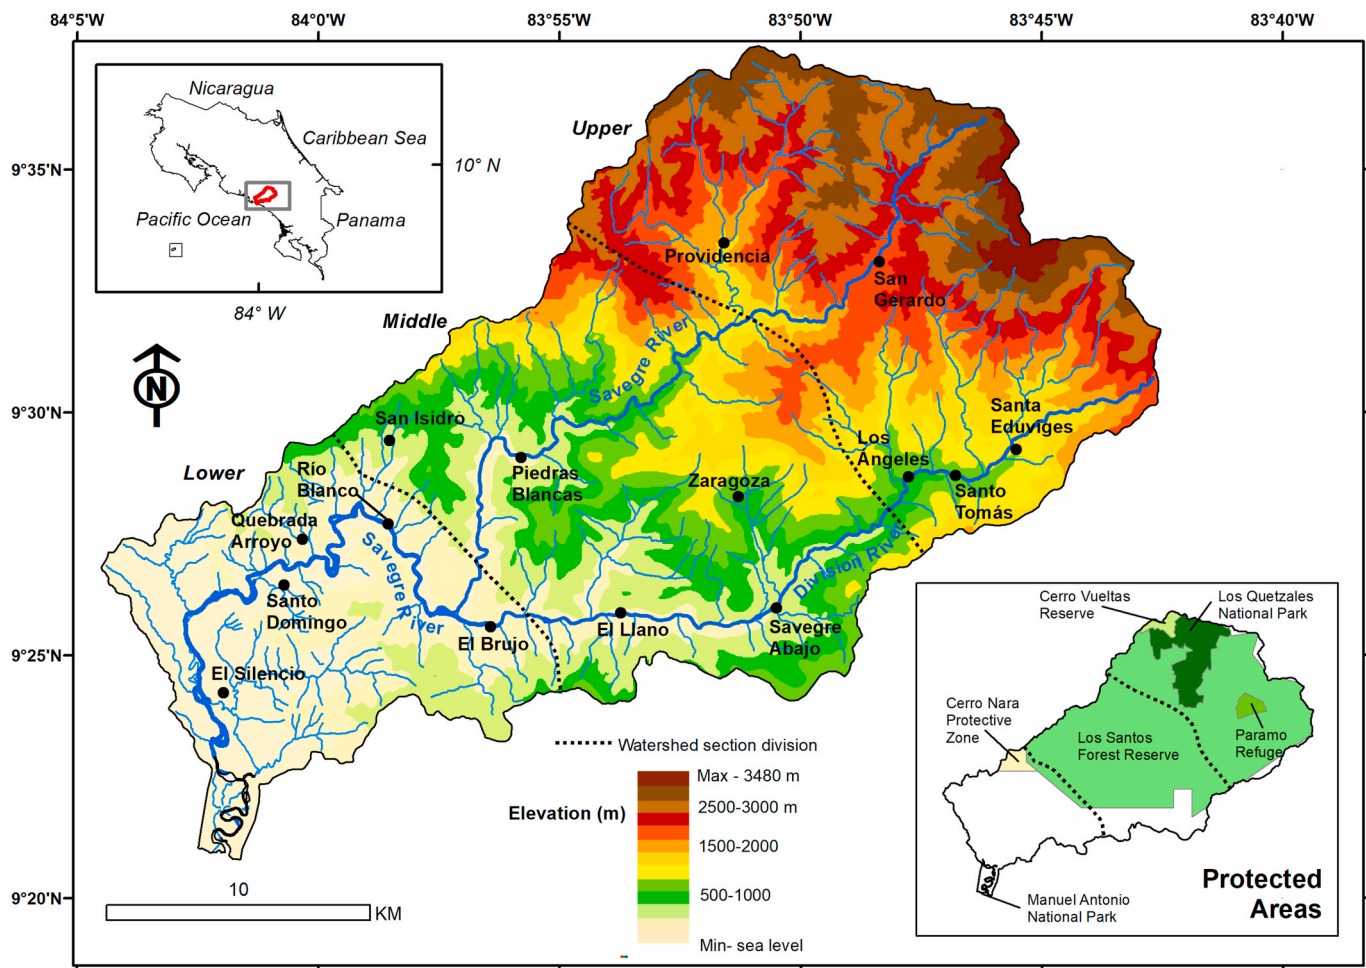 84°5'W
84°0'W
83°55'W
83°50'W
83°45'W
83°40'W
9°35'N
9°30'N
9°25'N
9°20'N
Nicaragua
Caribbean Sea
10° N
Pacific Ocean
Panama
84° W
Upper
Middle
Lower
N
Providencia
San
Gerardo
Savegre River
San Isidro
Santa
Eduviges
Los
Angeles
Río
Blanco
Piedras
Blancas
Zaragoza
Santo
Tomás
Quebrada
Arroyo
Savegre River
Division River
Santo
Domingo
El Brujo
El Llano
Savegre
Abajo
El Silencio
Watershed section division
Elevation (m)
Max - 3480 m
2500-3000 m
1500-2000
500-1000
Min- sea level
10
KM
Cerro Vueltas
Reserve
Los Quetzales
National Park
Cerro Nara
Protective
Zone
Los Santos
Forest Reserve
Paramo
Refuge
Manuel Antonio
National Park
Protected
Areas